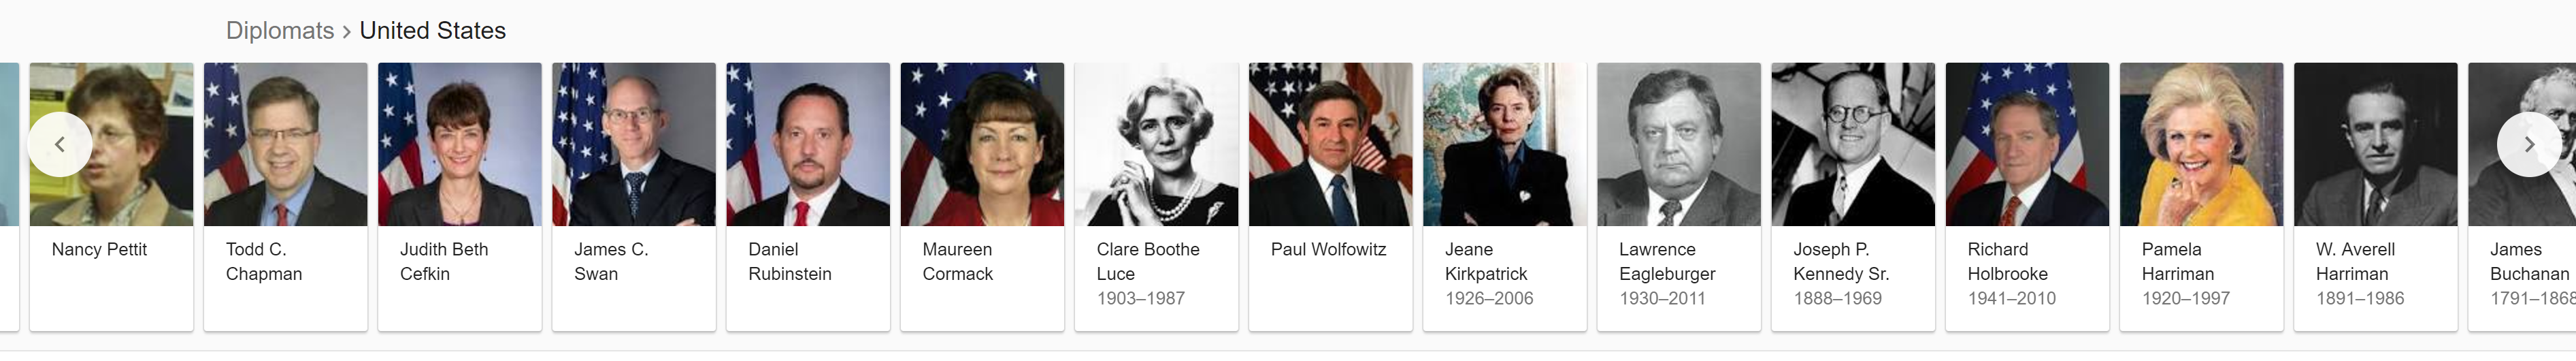 Diplomats > United States
Nancy Pettit
Todd C.
Chapman
Judith Beth
Cefkin
James C.
Swan
Daniel
Rubinstein
Maureen
Cormack
Clare Boothe
Luce
1903–1987
Paul Wolfowitz
Jeane
Kirkpatrick
1926–2006
Lawrence
Eagleburger
1930–2011
Joseph P.
Kennedy Sr.
1888–1969
Richard
Holbrooke
1941–2010
Pamela
Harriman
1920–1997
W. Averell
Harriman
1891–1986
James
Buchanan
1791–1868